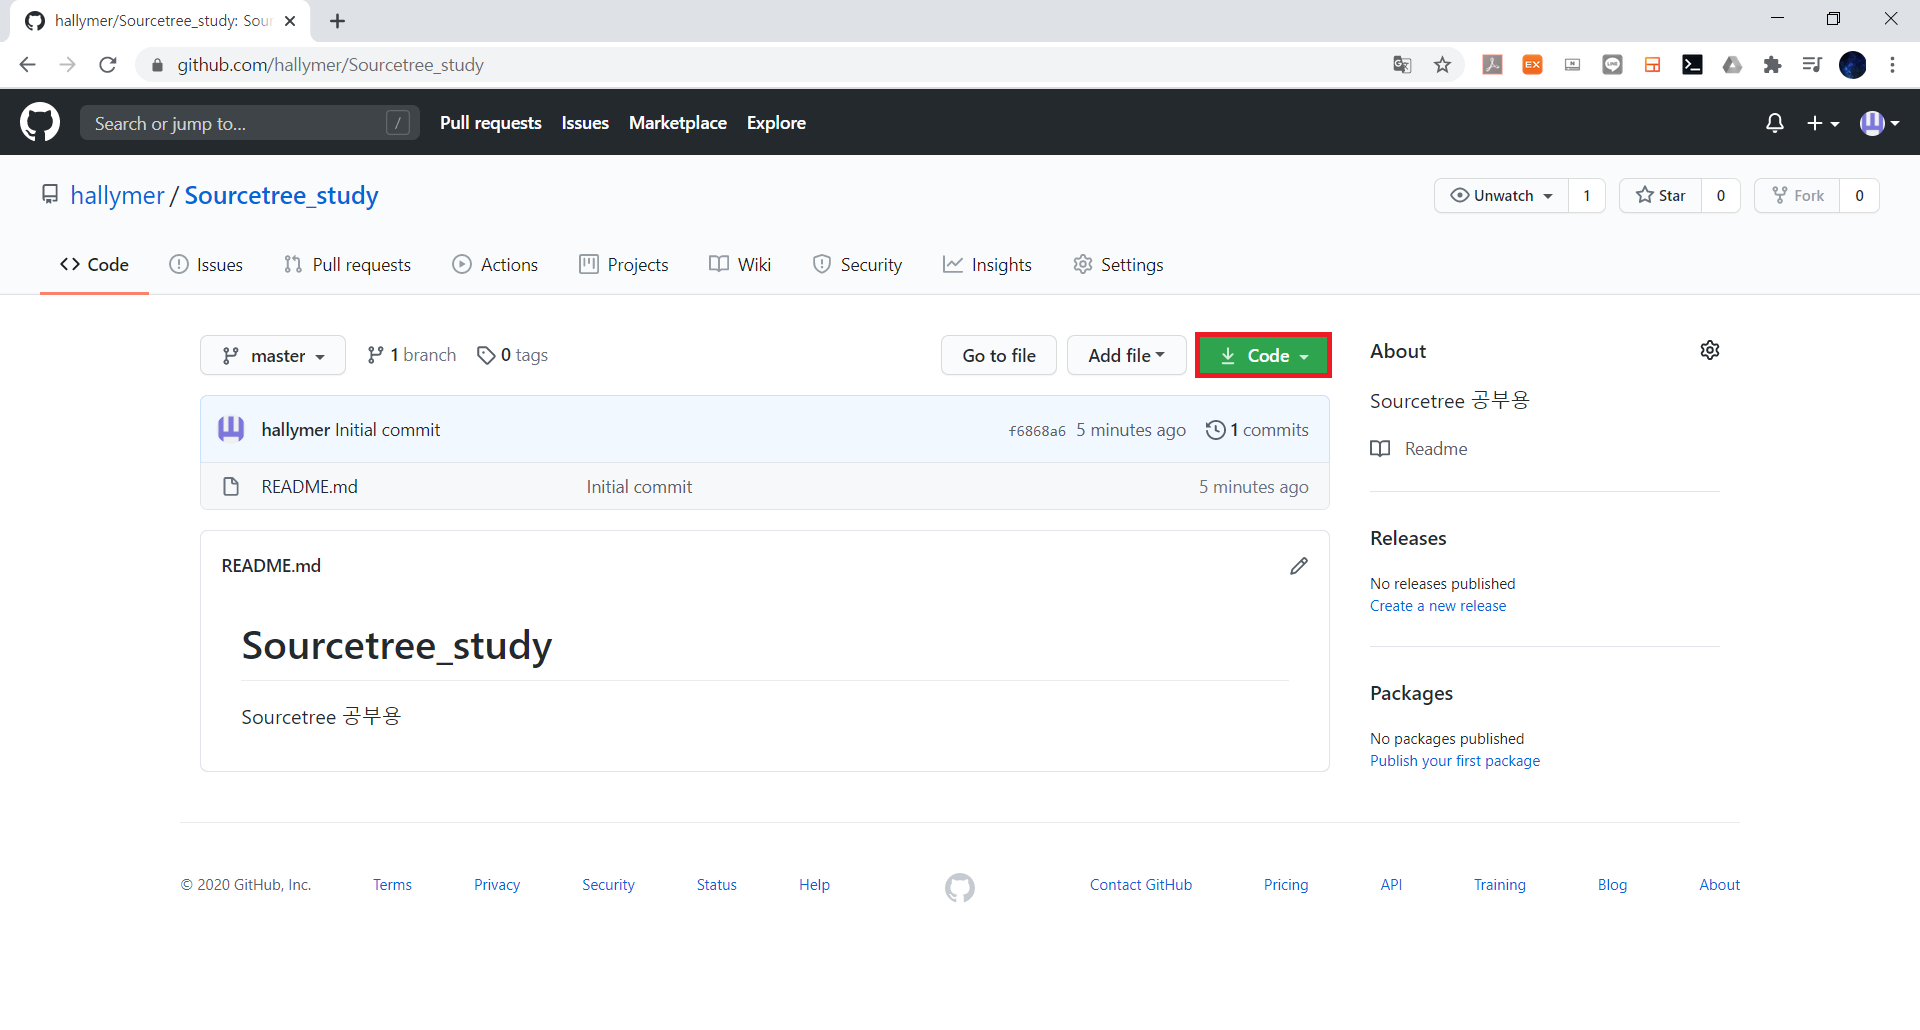 hallymer/Sourcetree_study: Sour
github.com/hallymer/Sourcetree_study
EX
N
LINE
Search or jump to... /
Pull requests Issues Marketplace Explore
hallymer / Sourcetree_study
Unwatch 1 Star 0 Fork 0
Code Issues Pull requests Actions Projects Wiki Security Insights Settings
master 1 branch 0 tags Go to file Add file Code
hallymer Initial commit f6868a6 5 minutes ago 1 commits
README.md Initial commit 5 minutes ago
README.md
Sourcetree_study
Sourcetree 공부용
About
Sourcetree 공부용
Readme
Releases
No releases published
Create a new release
Packages
No packages published
Publish your first package
© 2020 GitHub, Inc. Terms Privacy Security Status Help Contact GitHub Pricing API Training Blog About